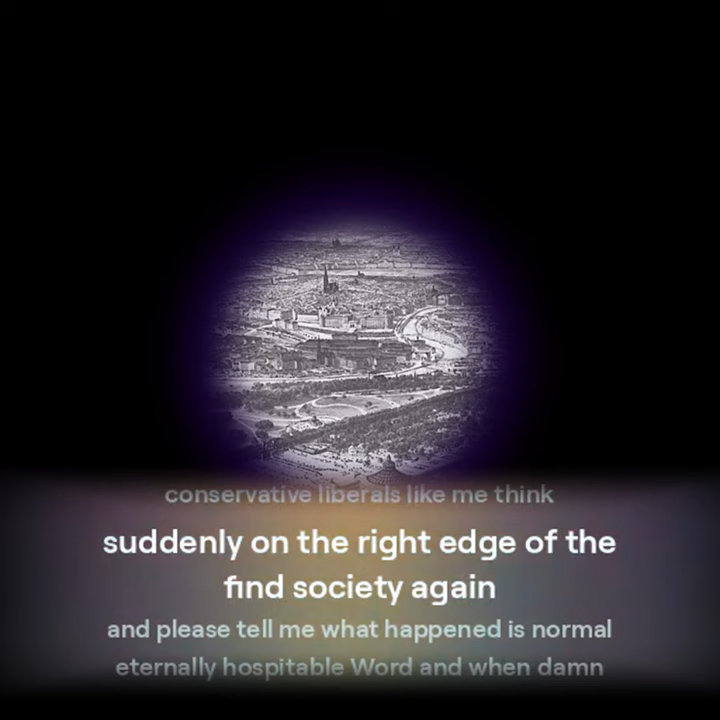 conservative liberals like me think
suddenly on the right edge of the
find society again
and please tell me what happened is normal
eternally hospitable Word and when damn